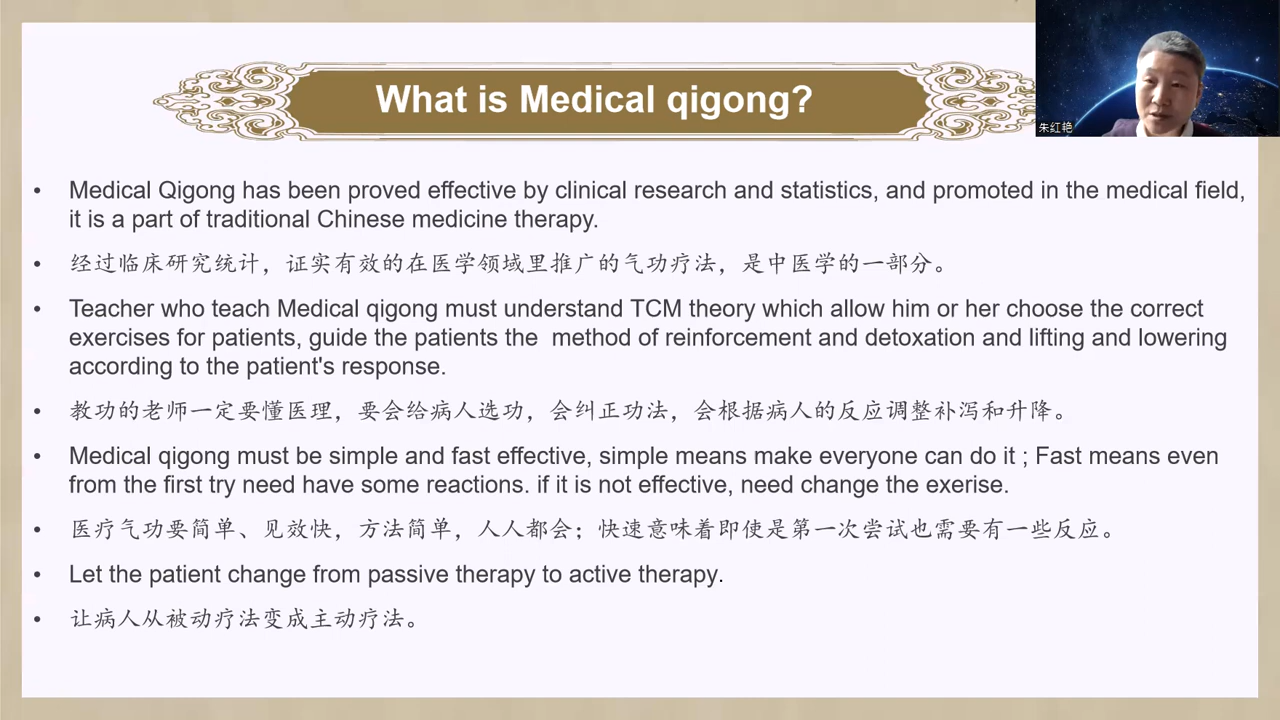 What is Medical qigong?
朱红艳
• Medical Qigong has been proved effective by clinical research and statistics, and promoted in the medical field,
it is a part of traditional Chinese medicine therapy.
• 经过临床研究统计，证实有效的在医学领域里推广的气功疗法，是中医学的一部分。
• Teacher who teach Medical qigong must understand TCM theory which allow him or her choose the correct
exercises for patients, guide the patients the method of reinforcement and detoxation and lifting and lowering
according to the patient's response.
• 教功的老师一定要懂医理，要会给病人选功，会纠正功法，会根据病人的反应调整补泻和升降。
• Medical qigong must be simple and fast effective, simple means make everyone can do it ; Fast means even
from the first try need have some reactions. if it is not effective, need change the exerise.
• 医疗气功要简单、见效快，方法简单，人人都会；快速意味着即使是第一次尝试也需要有一些反应。
• Let the patient change from passive therapy to active therapy.
• 让病人从被动疗法变成主动疗法。